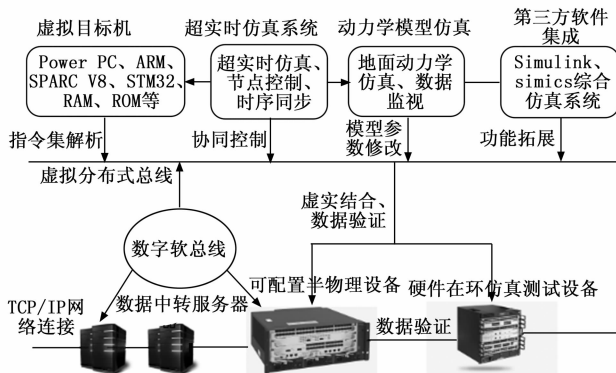 虚拟目标机
超实时仿真系统
动力学模型仿真
第三方软件
集成
Power PC、ARM、
SPARC V8、STM32、
RAM、ROM等
超实时仿真、
节点控制、
时序同步
地面动力学
仿真、数据
监视
Simulink、
simics综合
仿真系统
指令集解析
协同控制
模型参
数修改
功能拓展
虚拟分布式总线
虚实结合、
数据验证
数字软总线
可配置半物理设备
硬件在环仿真测试设备
TCP/IP网
络连接
数据中转服务器
数据验证